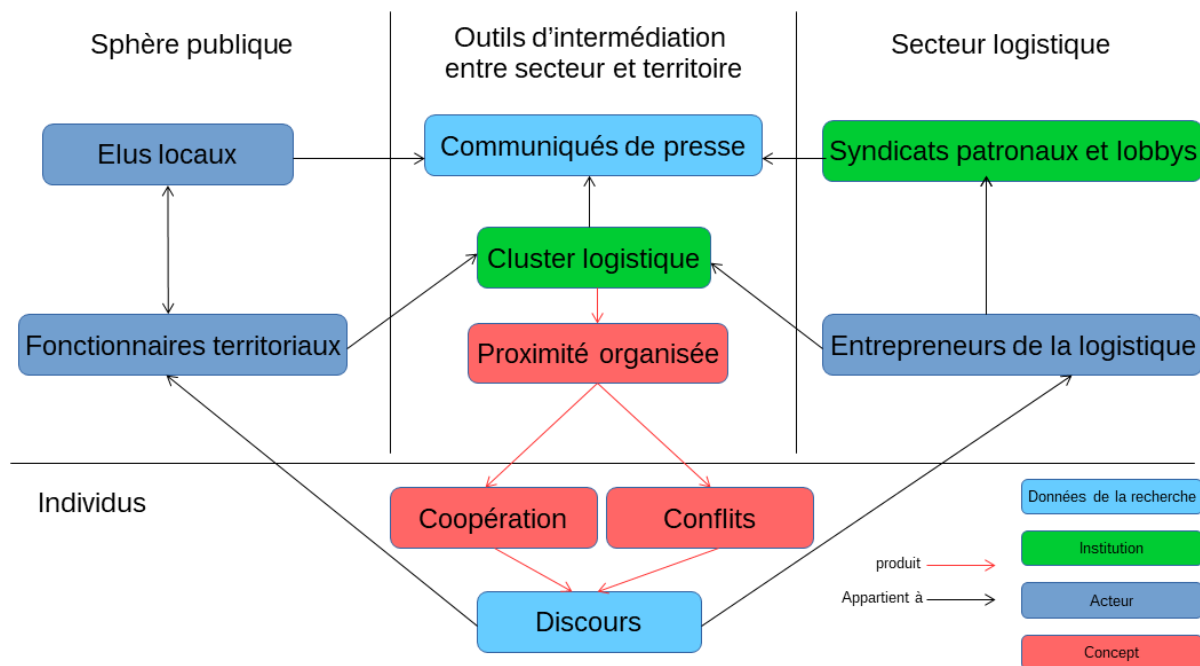 Sphère publique
Outils d’intermédiation
entre secteur et territoire
Secteur logistique
Elus locaux
Communiqués de presse
Syndicats patronaux et lobbys
Cluster logistique
Fonctionnaires territoriaux
Proximité organisée
Entrepreneurs de la logistique
Individus
Coopération
Conflits
Discours
Données de la recherche
Institution
produit
Appartient à
Acteur
Concept